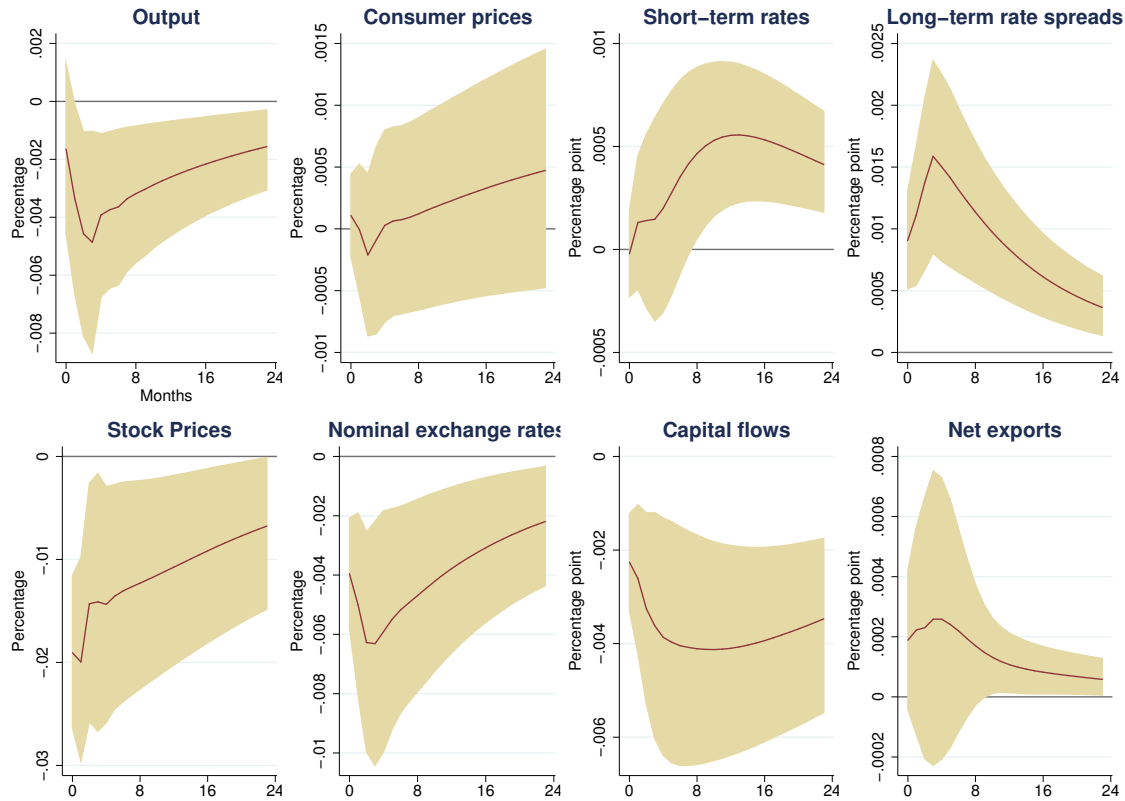 Output
Percentage
.002
0
−.002
−.004
−.006
−.008
0 8 16 24
Months
Consumer prices
Percentage
.0015
.001
.0005
0
−.0005
−.001
0 8 16 24
Short−term rates
Percentage point
.001
.0005
0
−.0005
0 8 16 24
Long−term rate spreads
Percentage point
.0025
.002
.0015
.001
.0005
0
0 8 16 24
Stock Prices
Percentage
0
−.01
−.02
−.03
0 8 16 24
Nominal exchange rates
Percentage
0
−.002
−.004
−.006
−.008
−.01
0 8 16 24
Capital flows
Percentage point
0
−.002
−.004
−.006
0 8 16 24
Net exports
Percentage point
.0008
.0006
.0004
.0002
0
−.0002
0 8 16 24